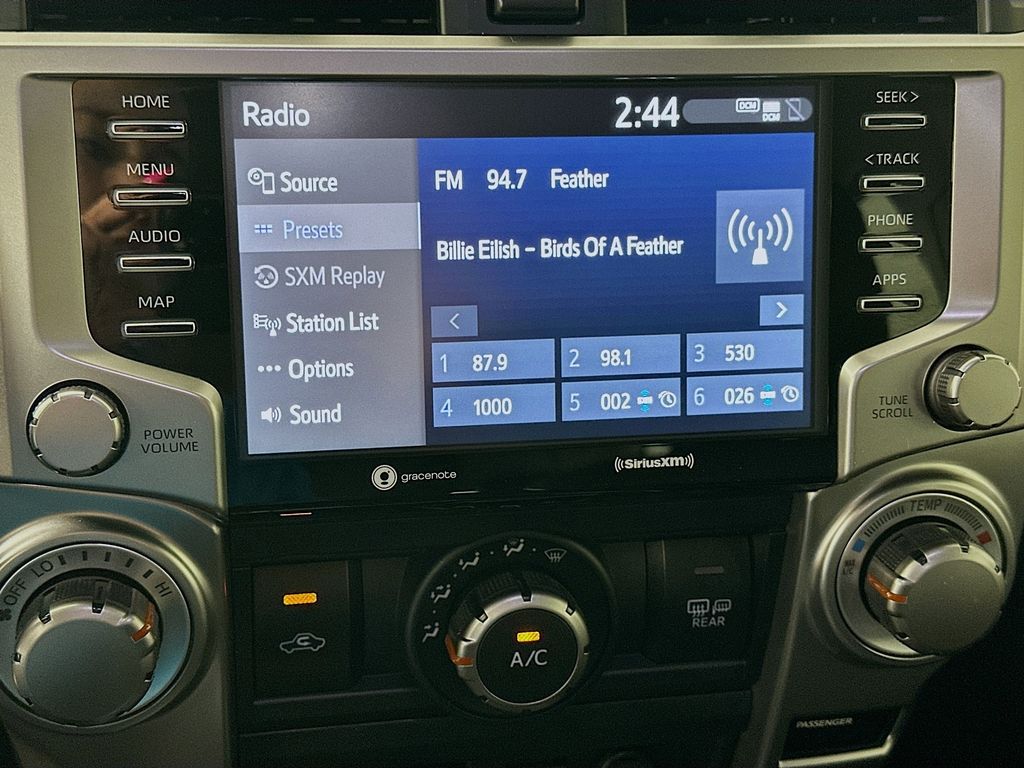 HOME
MENU
AUDIO
MAP
POWER
VOLUME
Radio
2:44
DCM
DCM
Source
Presets
SXM Replay
Station List
Options
Sound
FM 94.7 Feather
Billie Eilish – Birds Of A Feather
< >
1 87.9
2 98.1
3 530
4 1000
5 002
6 026
gracenote
((SiriusXM))
SEEK >
< TRACK
PHONE
APPS
TUNE
SCROLL
OFF LO HI
A/C
REAR
TEMP
MAX
A/C
PASSENGER